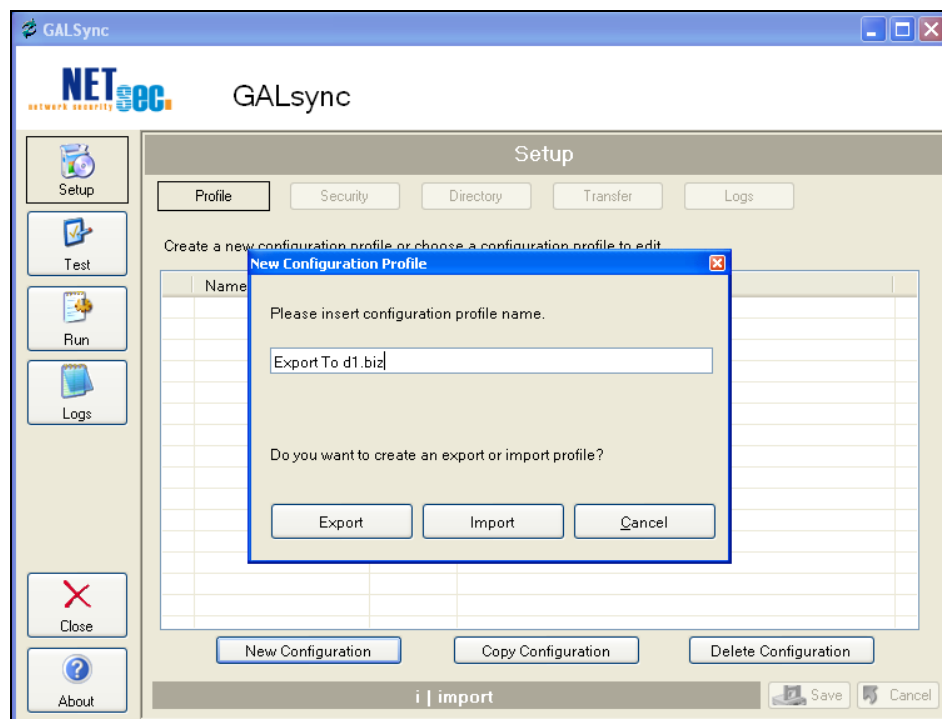 GALSync
NETsec.
network security
GALsync
Setup
Setup
Profile
Security
Directory
Transfer
Logs
Test
Run
Logs
Close
About
Create a new configuration profile or choose a configuration profile to edit
Name
New Configuration Profile
Please insert configuration profile name.
Export To d1.biz
Do you want to create an export or import profile?
Export
Import
Cancel
New Configuration
Copy Configuration
Delete Configuration
i | import
Save
Cancel